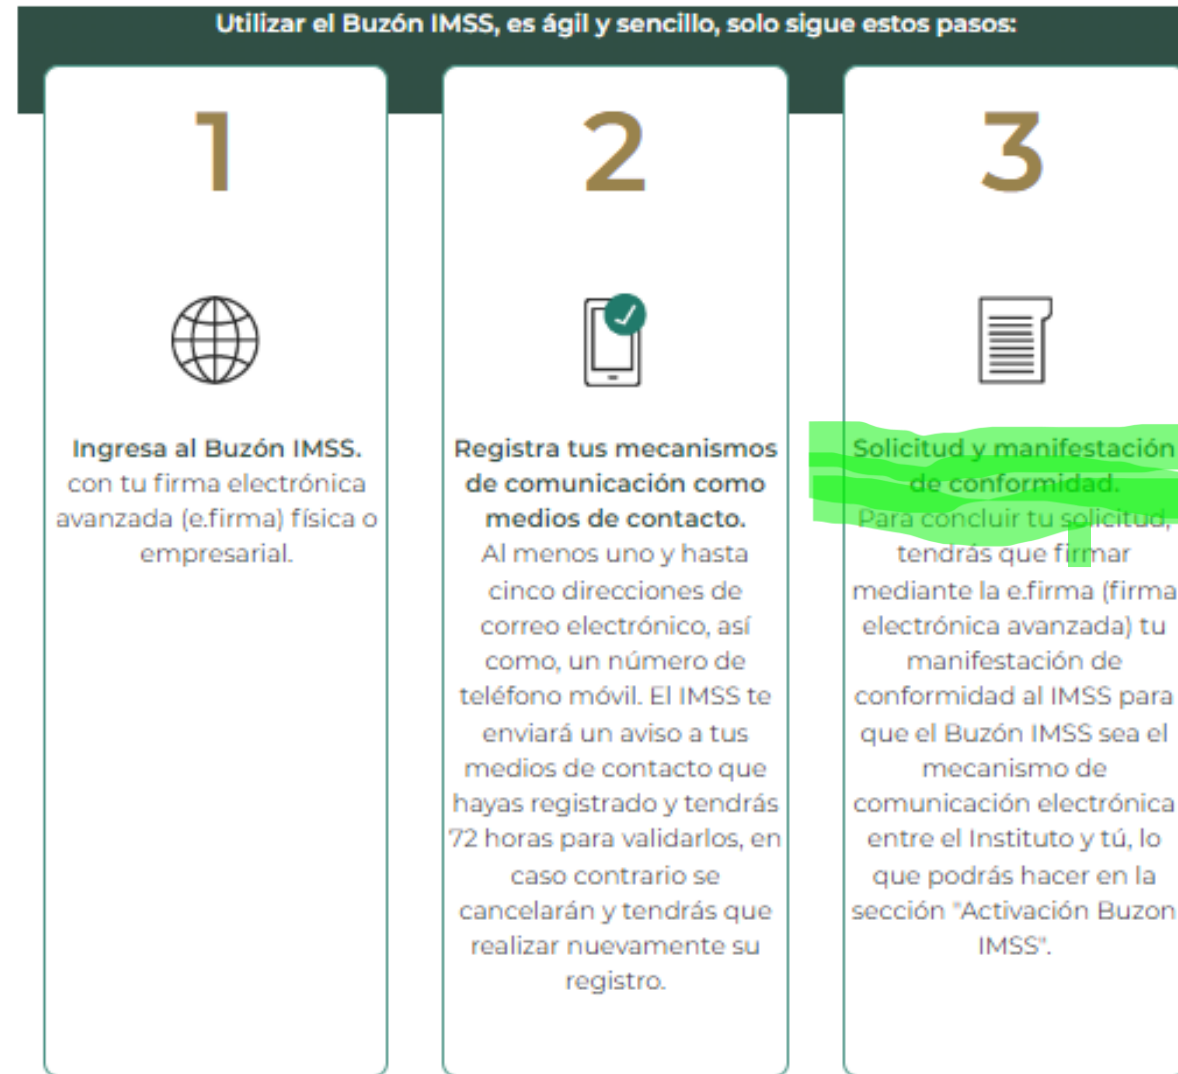 Utilizar el Buzón IMSS, es ágil y sencillo, solo sigue estos pasos:
1
Ingresa al Buzón IMSS.
con tu firma electrónica
avanzada (e.firma) física o
empresarial.
2
Registra tus mecanismos
de comunicación como
medios de contacto.
Al menos uno y hasta
cinco direcciones de
correo electrónico, así
como, un número de
teléfono móvil. El IMSS te
enviará un aviso a tus
medios de contacto que
hayas registrado y tendrás
72 horas para validarlos, en
caso contrario se
cancelarán y tendrás que
realizar nuevamente su
registro.
3
Solicitud y manifestación
de conformidad.
Para concluir tu solicitud,
tendrás que firmar
mediante la e.firma (firma
electrónica avanzada) tu
manifestación de
conformidad al IMSS para
que el Buzón IMSS sea el
mecanismo de
comunicación electrónica
entre el Instituto y tú, lo
que podrás hacer en la
sección "Activación Buzon
IMSS".